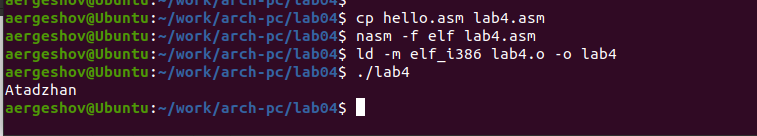 aergeshov@Ubuntu:~/work/arch-pc/lab04$ cp hello.asm lab4.asm
aergeshov@Ubuntu:~/work/arch-pc/lab04$ nasm -f elf lab4.asm
aergeshov@Ubuntu:~/work/arch-pc/lab04$ ld -m elf_i386 lab4.o -o lab4
aergeshov@Ubuntu:~/work/arch-pc/lab04$ ./lab4
Atadzhan
aergeshov@Ubuntu:~/work/arch-pc/lab04$